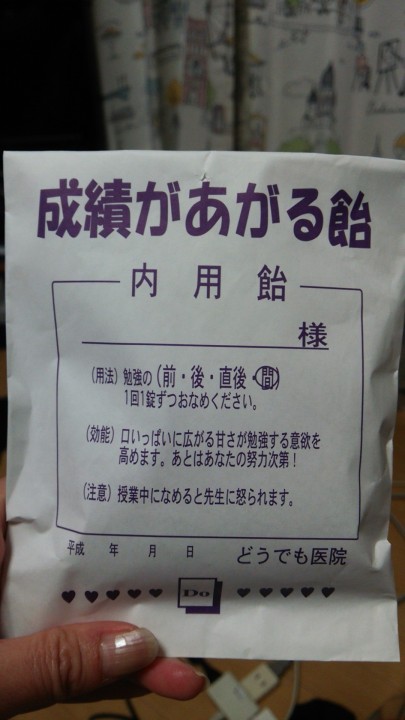 成績があがる飴
内用飴
様
(用法) 勉強の (前・後・直後・間)
1回1錠ずつおなめください。
(効能) 口いっぱいに広がる甘さが勉強する意欲を
高めます。あとはあなたの努力次第！
(注意) 授業中になめると先生に怒られます。
平成 年 月 日 どうでも医院
Do